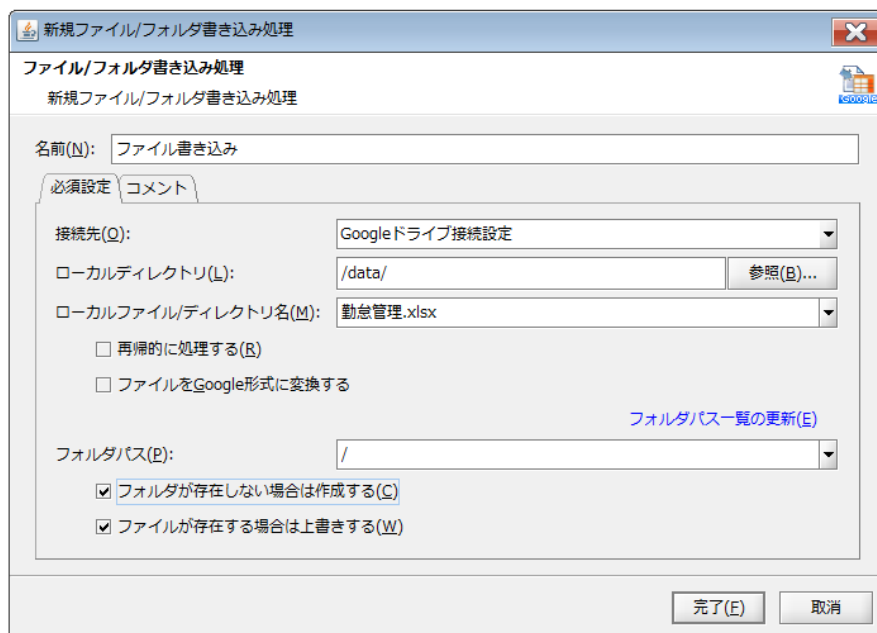 新規ファイル/フォルダ書き込み処理
ファイル/フォルダ書き込み処理
新規ファイル/フォルダ書き込み処理
Google
名前(N): ファイル書き込み
必須設定 コメント
接続先(O): Googleドライブ接続設定
ローカルディレクトリ(L): /data/ 参照(B)...
ローカルファイル/ディレクトリ名(M): 勤怠管理.xlsx
再帰的に処理する(R)
ファイルをGoogle形式に変換する
フォルダパス一覧の更新(E)
フォルダパス(P): /
フォルダが存在しない場合は作成する(C)
ファイルが存在する場合は上書きする(W)
完了(F) 取消